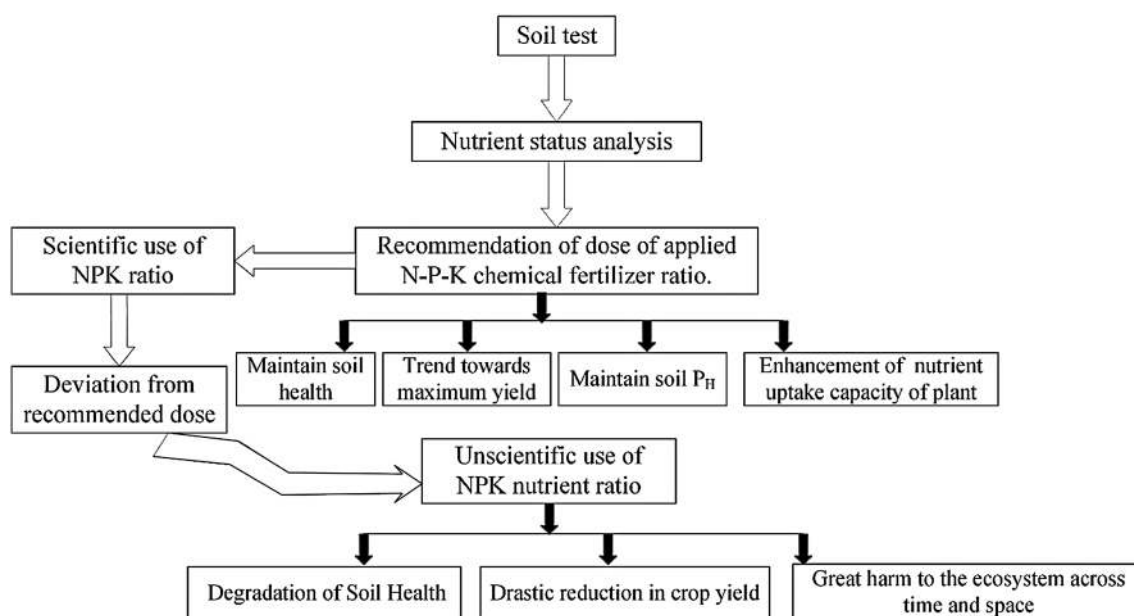 Soil test
Nutrient status analysis
Scientific use of
NPK ratio
Recommendation of dose of applied
N-P-K chemical fertilizer ratio.
Maintain soil
health
Trend towards
maximum yield
Maintain soil P_H
Enhancement of nutrient
uptake capacity of plant
Deviation from
recommended dose
Unscientific use of
NPK nutrient ratio
Degradation of Soil Health
Drastic reduction in crop yield
Great harm to the ecosystem across
time and space